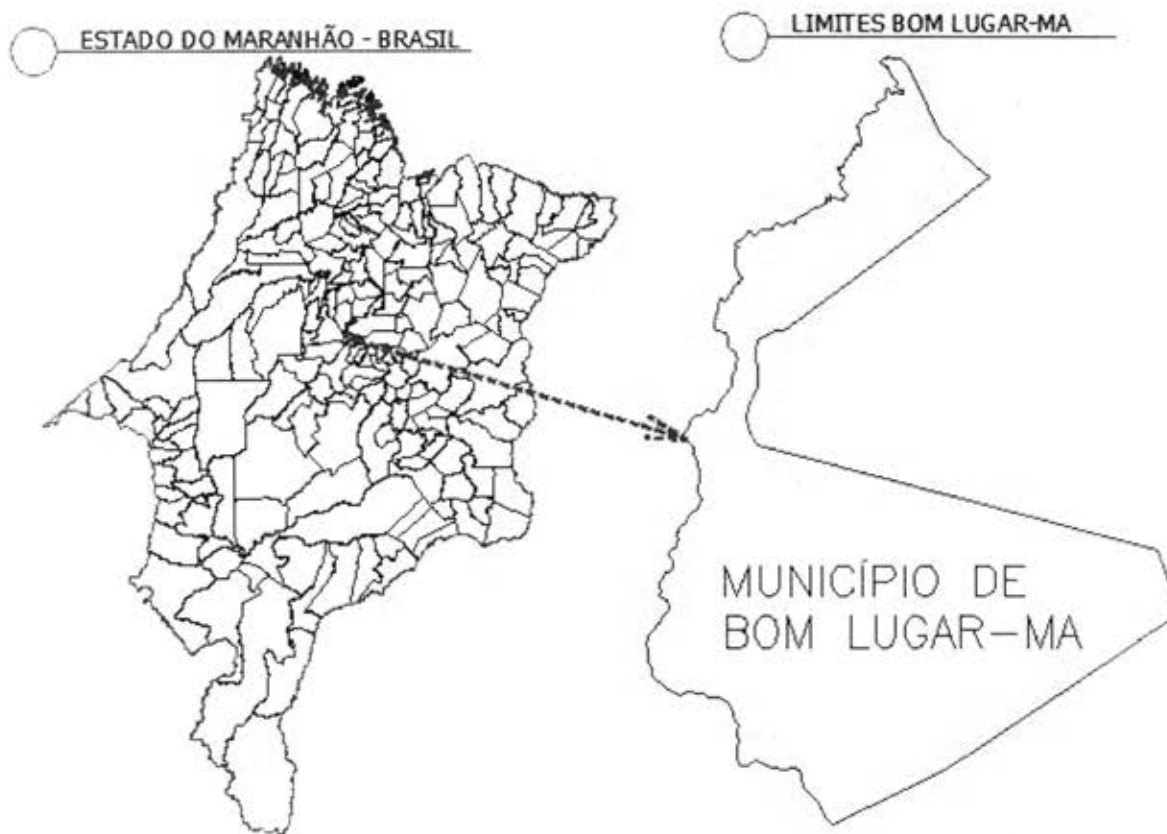 ESTADO DO MARANHÃO - BRASIL
LIMITES BOM LUGAR-MA
MUNICÍPIO DE
BOM LUGAR-MA